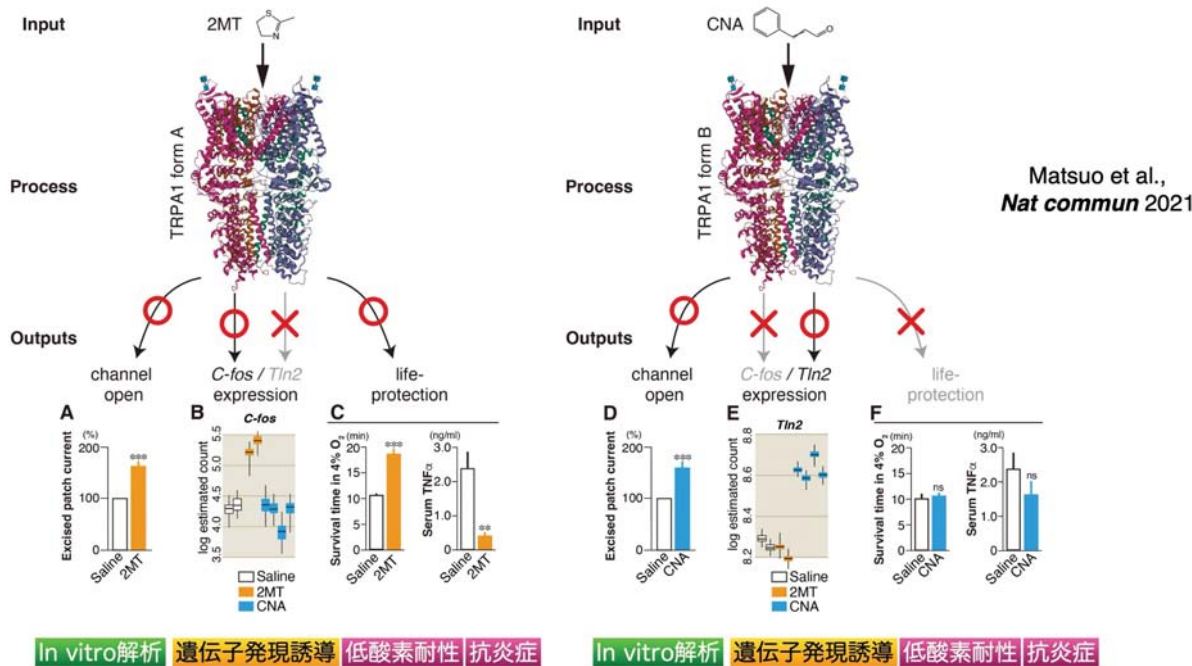 Input
2MT
S
N
TRPA1 form A
Process
Outputs
channel
open
C-fos / Tln2
expression
life-
protection
A
(%)
Excised patch current
200
100
0
Saline
2MT
***
B
C-fos
log estimated count
5.5
5.0
4.5
4.0
3.5
Saline
2MT
CNA
C
Survival time in 4% O2 (min)
20
15
10
5
0
***
Saline
2MT
(ng/ml)
Serum TNFα
3.0
2.0
1.0
0
**
Saline
2MT
In vitro解析
遺伝子発現誘導
低酸素耐性
抗炎症
Input
CNA
O
TRPA1 form B
Process
Outputs
channel
open
C-fos / Tln2
expression
life-
protection
D
(%)
Excised patch current
200
100
0
***
Saline
CNA
E
Tln2
log estimated count
8.8
8.6
8.4
8.2
Saline
2MT
CNA
F
Survival time in 4% O2 (min)
20
15
10
5
0
ns
Saline
CNA
(ng/ml)
Serum TNFα
3.0
2.0
1.0
0
ns
Saline
CNA
In vitro解析
遺伝子発現誘導
低酸素耐性
抗炎症
Matsuo et al.,
Nat commun 2021